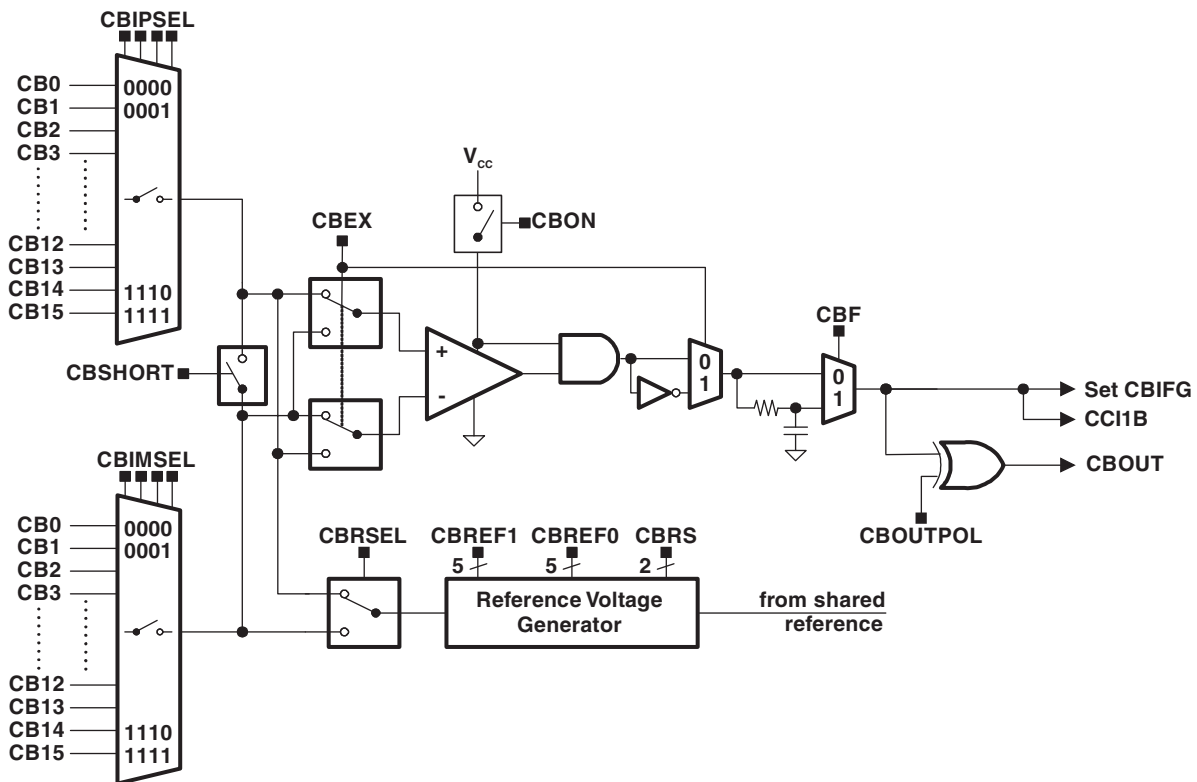 CBIPSEL
CB0
CB1
CB2
CB3
CB12
CB13
CB14
CB15
0000
0001
1110
1111
VCC
CBON
CBEX
+
-
0
1
CBF
0
1
Set CBIFG
CCI1B
CBOUT
CBOUTPOL
CBSHORT
CBIMSEL
CB0
CB1
CB2
CB3
CB12
CB13
CB14
CB15
0000
0001
1110
1111
CBRSEL
CBREF1
CBREF0
CBRS
5
5
2
Reference Voltage
Generator
from shared
reference